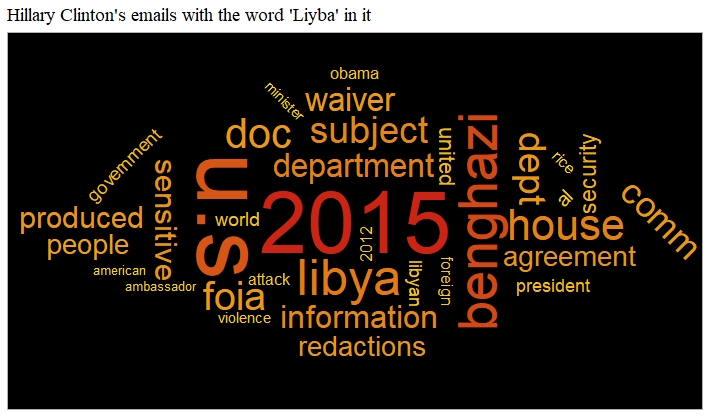 Hillary Clinton's emails with the word 'Liyba' in it
obama
minister
waiver
doc
subject
department
united
benghazi
government
sensitive
s:n
produced
people
world
2015
2012
dept
rice
al
security
house
comm
agreement
american
ambassador
attack
foia
libya
libyan
foreign
president
violence
information
redactions